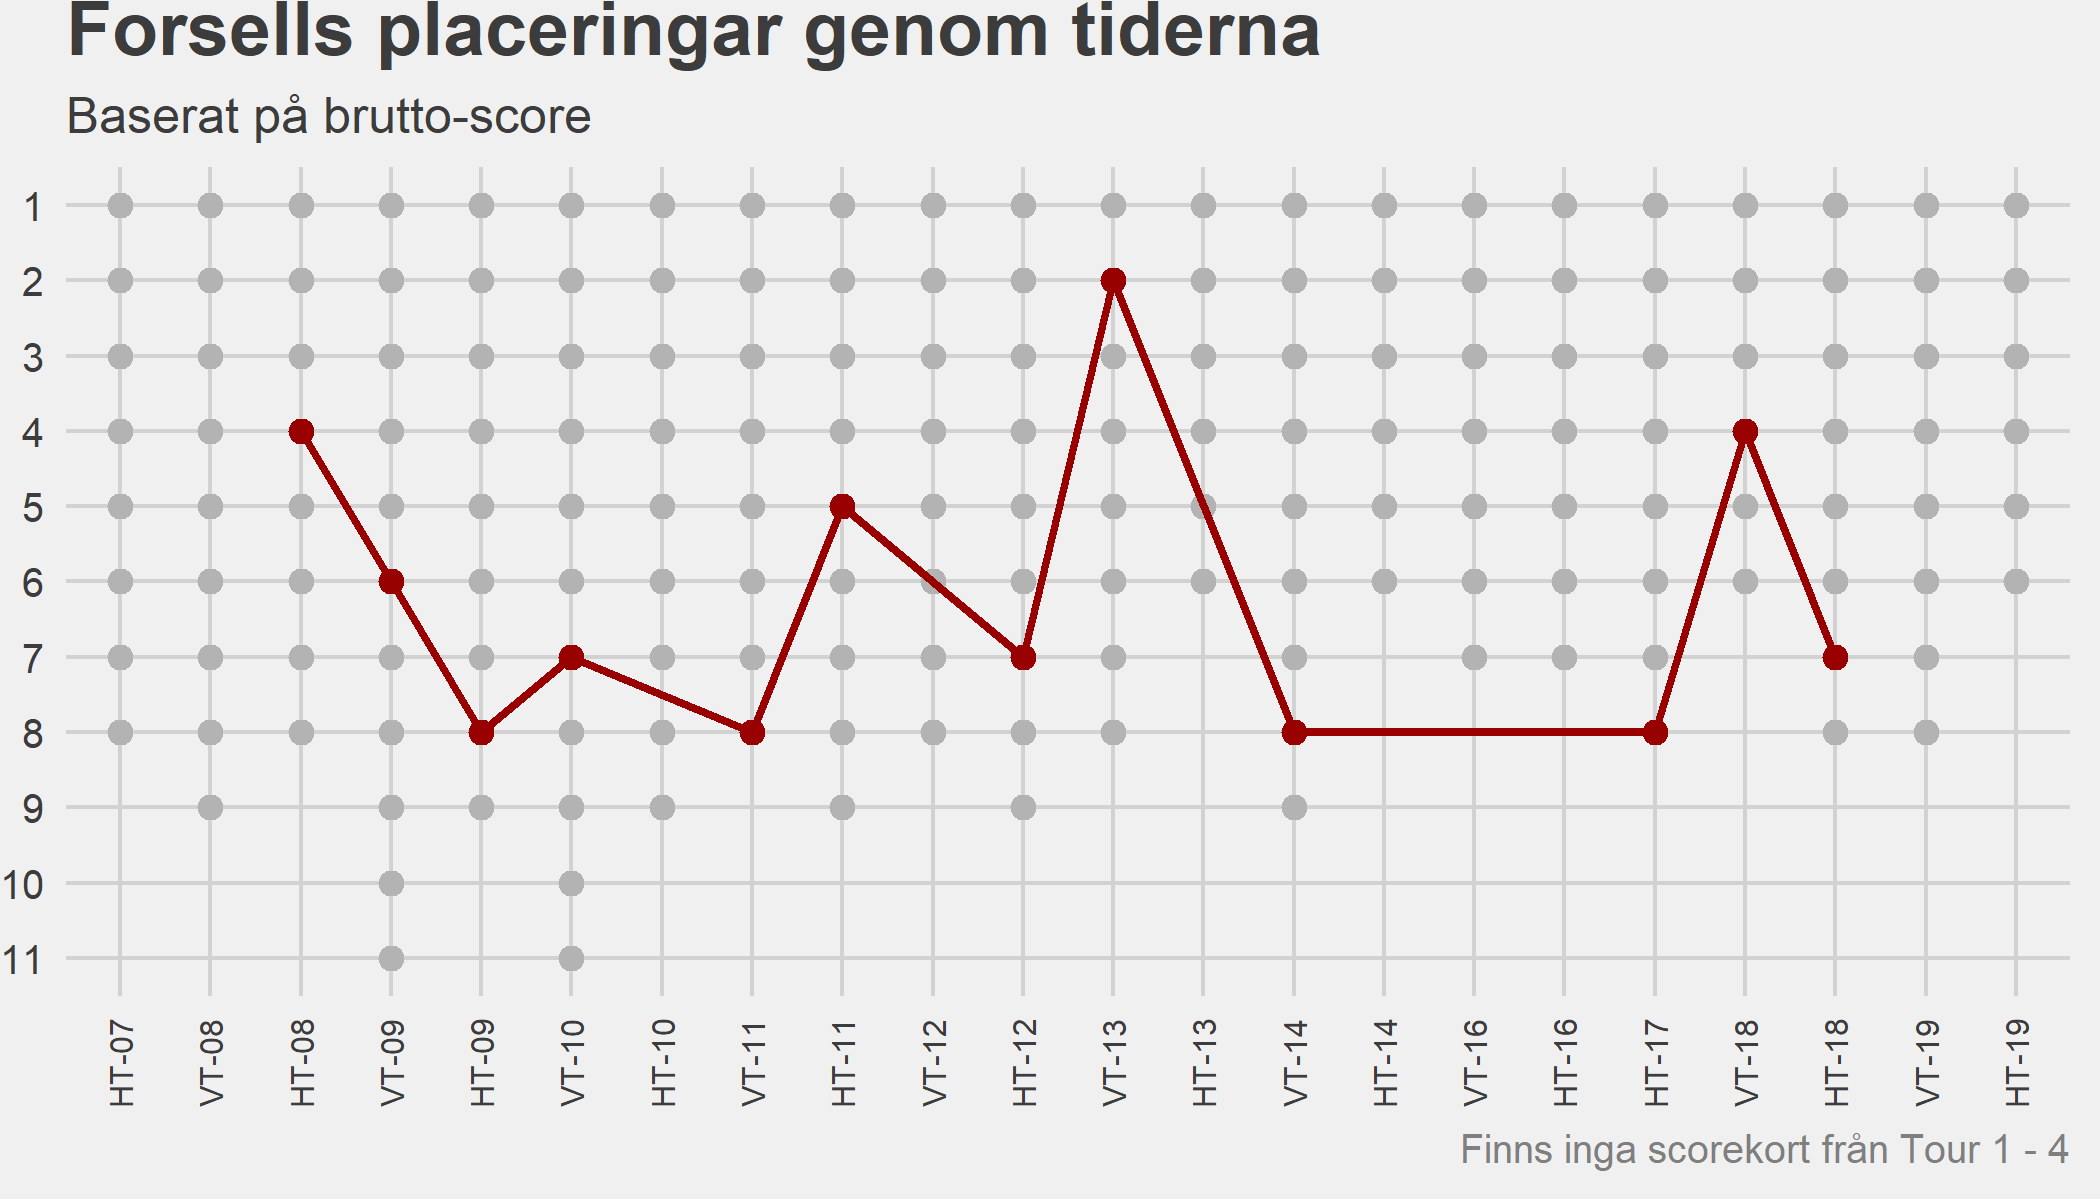 Forsells placeringar genom tiderna
Baserat på brutto-score
1
2
3
4
5
6
7
8
9
10
11
HT-07
VT-08
HT-08
VT-09
HT-09
VT-10
HT-10
VT-11
HT-11
VT-12
HT-12
VT-13
HT-13
VT-14
HT-14
VT-16
HT-16
HT-17
VT-18
HT-18
VT-19
HT-19
Finns inga scorekort från Tour 1 - 4